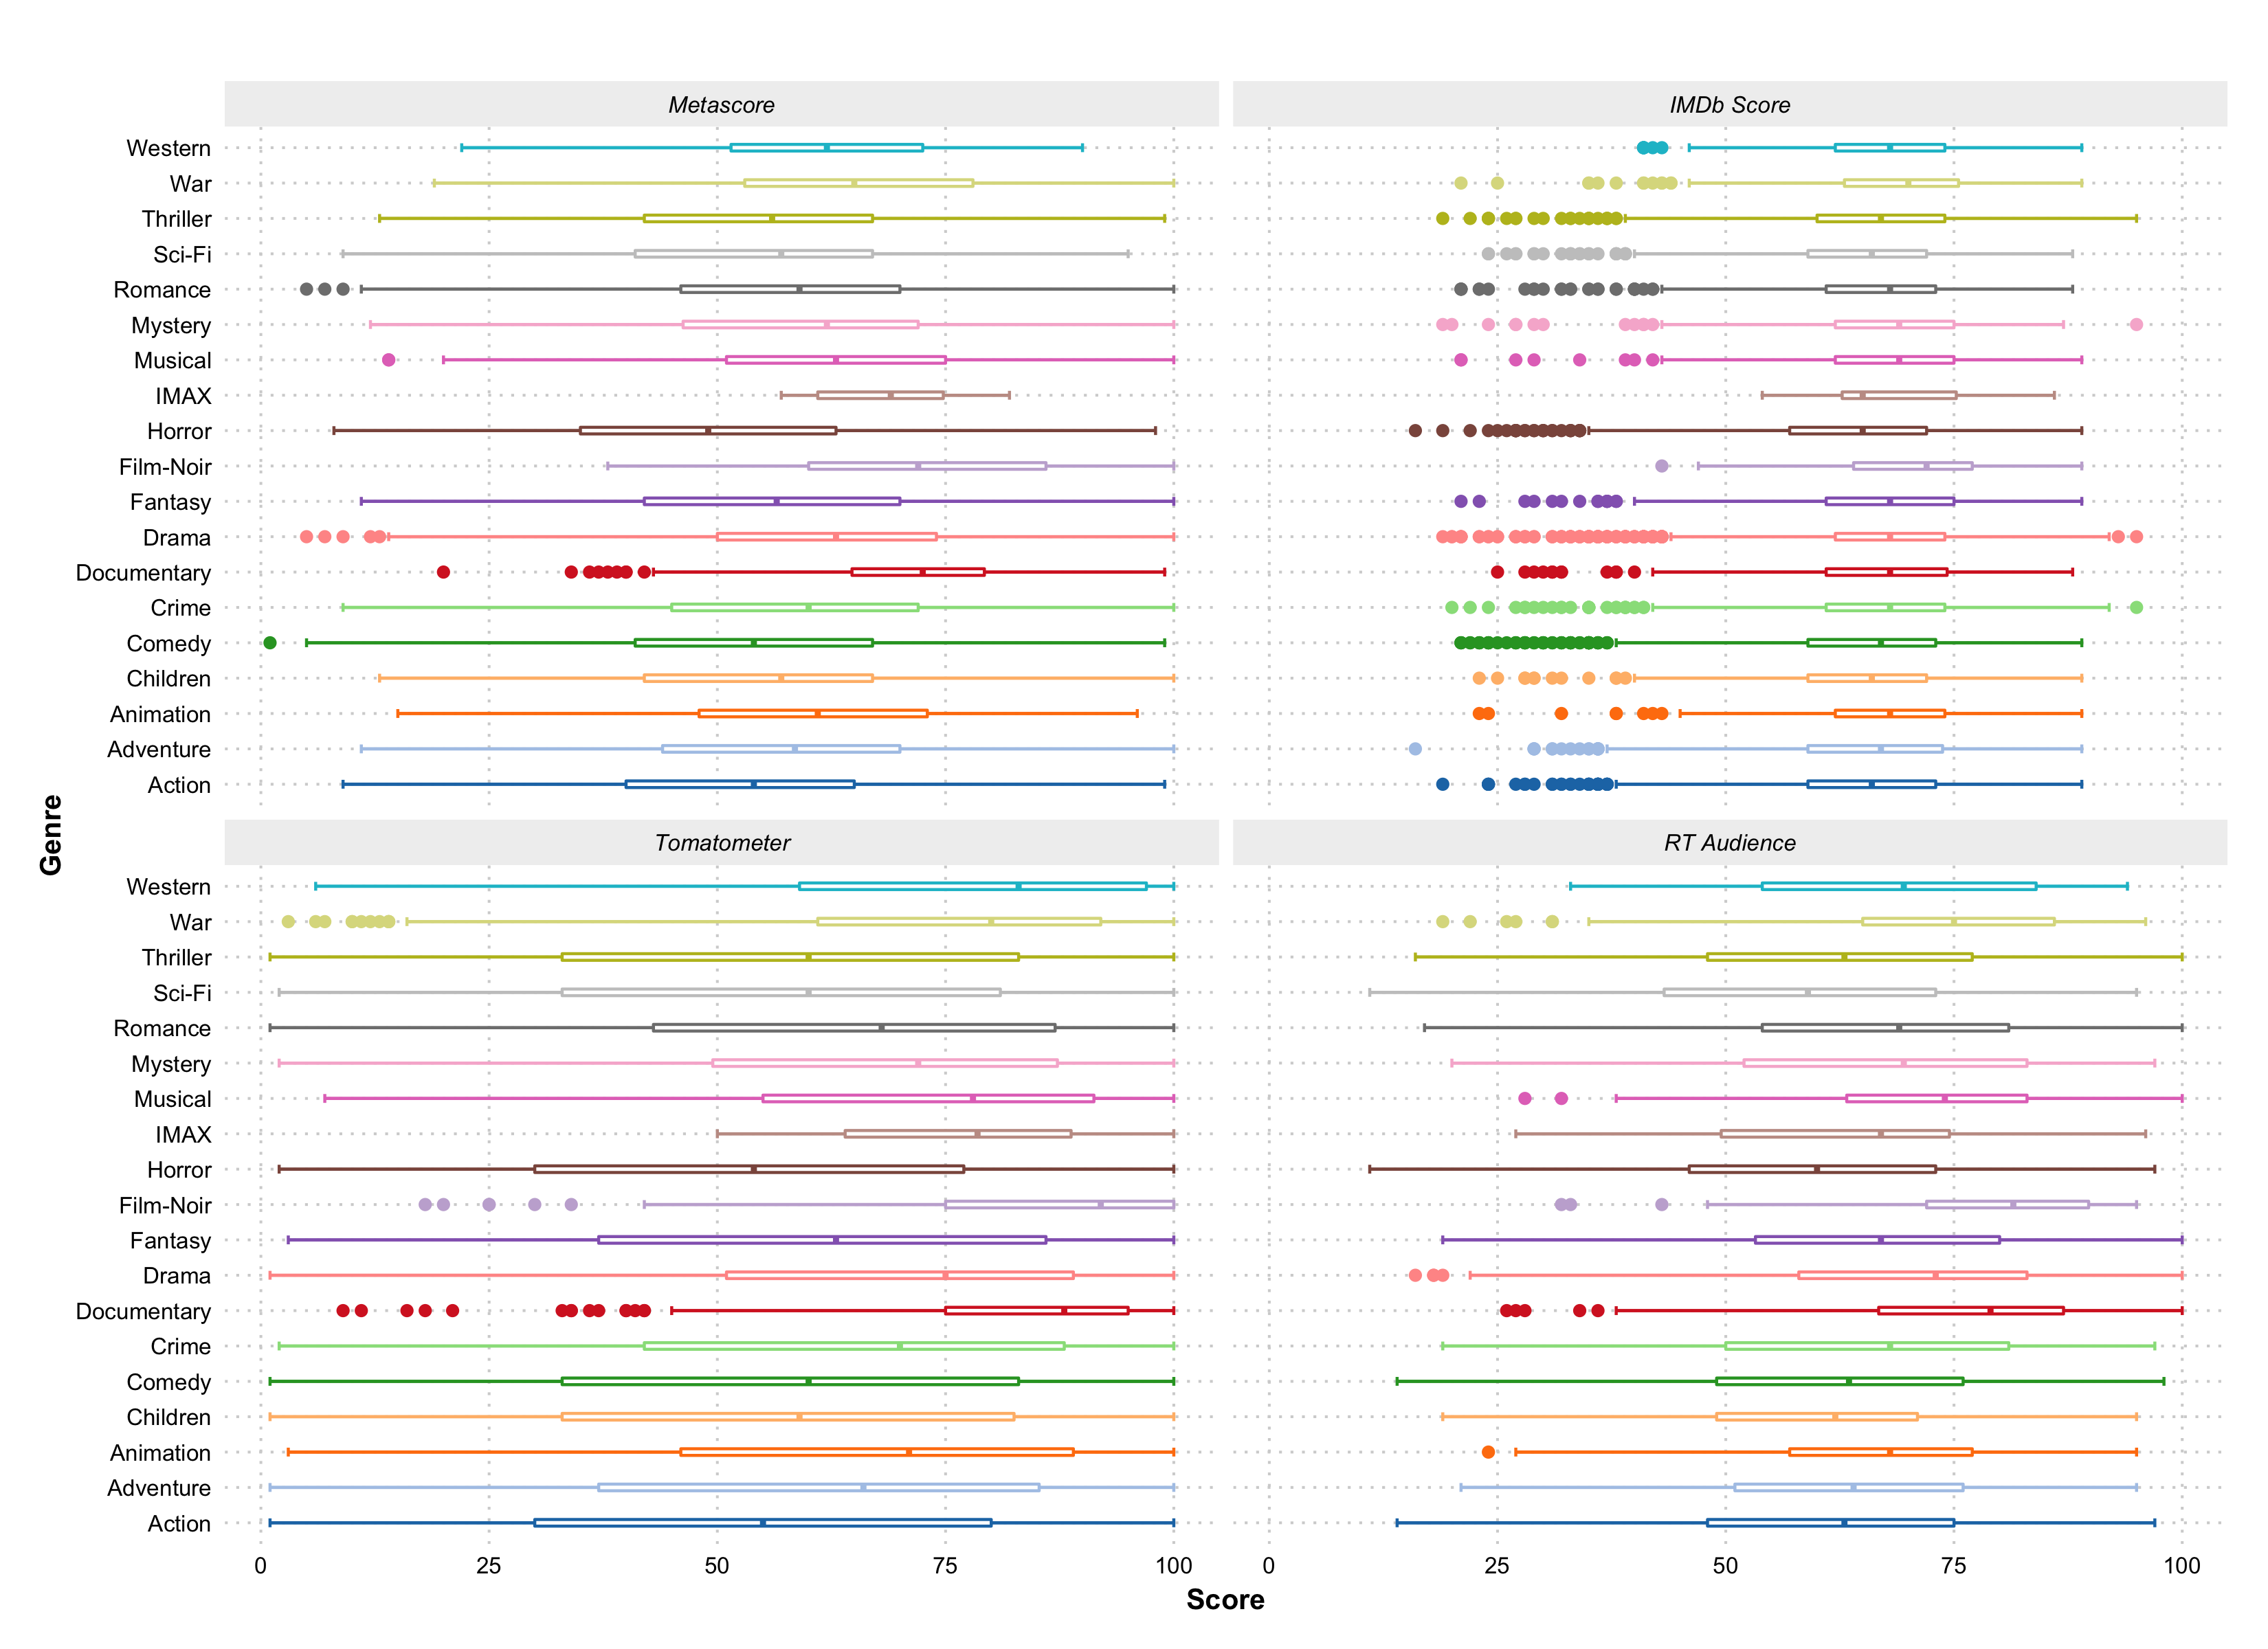 Metascore
IMDb Score
Western
War
Thriller
Sci-Fi
Romance
Mystery
Musical
IMAX
Horror
Film-Noir
Fantasy
Drama
Documentary
Crime
Comedy
Children
Animation
Adventure
Action
Genre
Tomatometer
RT Audience
Western
War
Thriller
Sci-Fi
Romance
Mystery
Musical
IMAX
Horror
Film-Noir
Fantasy
Drama
Documentary
Crime
Comedy
Children
Animation
Adventure
Action
0 25 50 75 100 0 25 50 75 100
Score